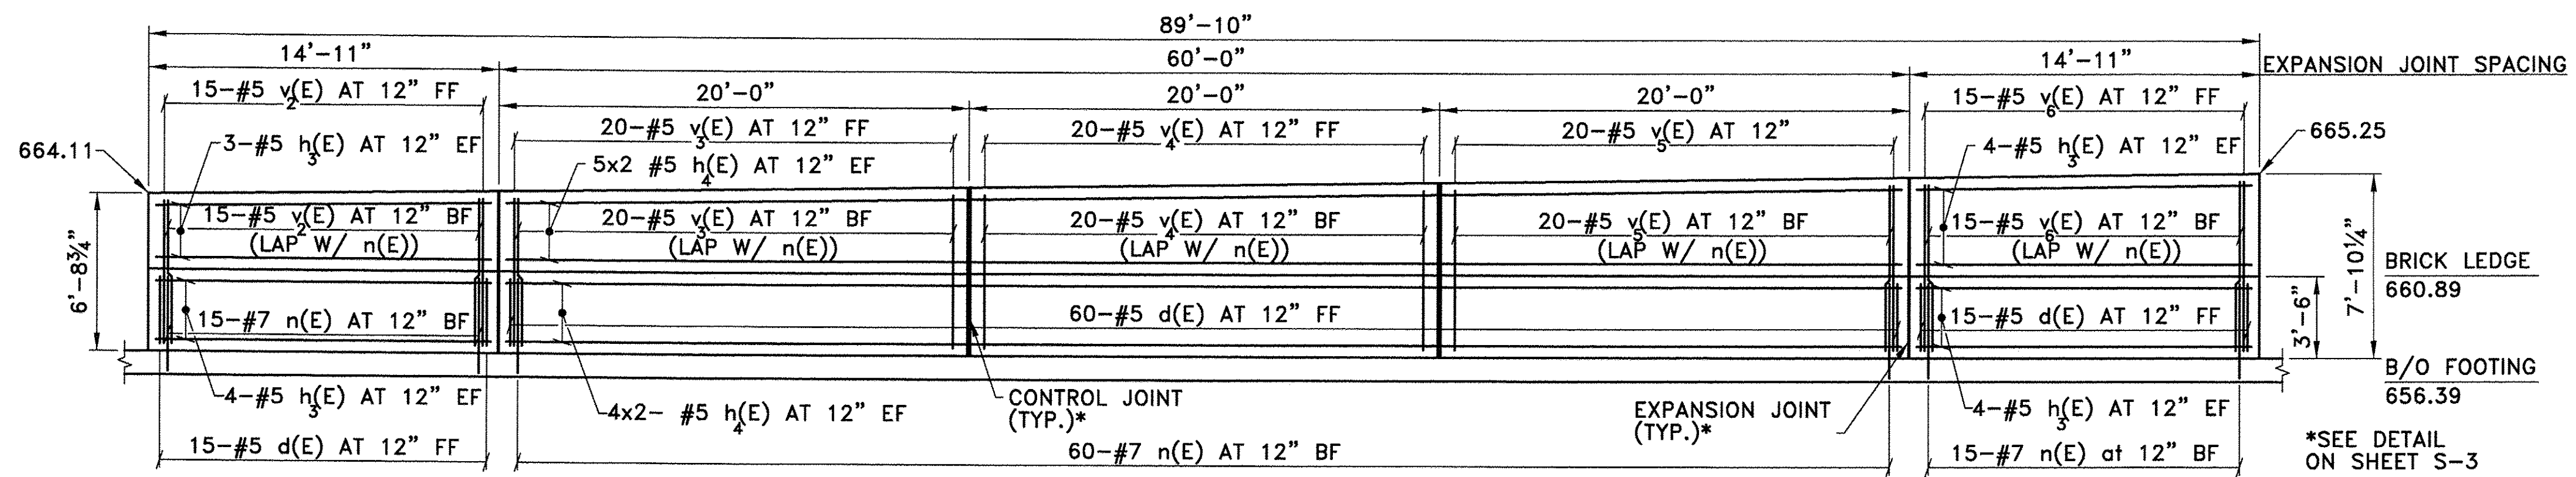 89'-10"
14'-11"
60'-0"
14'-11"
EXPANSION JOINT SPACING
15-#5 v2(E) AT 12" FF
20'-0"
20'-0"
20'-0"
15-#5 v6(E) AT 12" FF
3-#5 h3(E) AT 12" EF
20-#5 v3(E) AT 12" FF
20-#5 v4(E) AT 12" FF
20-#5 v5(E) AT 12"
4-#5 h3(E) AT 12" EF
664.11
5x2 #5 h4(E) AT 12" EF
665.25
15-#5 v2(E) AT 12" BF
(LAP W/ n(E))
20-#5 v3(E) AT 12" BF
(LAP W/ n(E))
20-#5 v4(E) AT 12" BF
(LAP W/ n(E))
20-#5 v5(E) AT 12" BF
(LAP W/ n(E))
15-#5 v6(E) AT 12" BF
(LAP W/ n(E))
6'-8¾"
3'-6"
7'-10¼"
BRICK LEDGE
660.89
15-#7 n(E) AT 12" BF
60-#5 d(E) AT 12" FF
15-#5 d(E) AT 12" FF
B/O FOOTING
656.39
4-#5 h3(E) AT 12" EF
4x2- #5 h4(E) AT 12" EF
CONTROL JOINT
(TYP.)*
EXPANSION JOINT
(TYP.)*
4-#5 h3(E) AT 12" EF
15-#5 d(E) AT 12" FF
60-#7 n(E) AT 12" BF
15-#7 n(E) at 12" BF
*SEE DETAIL
ON SHEET S-3